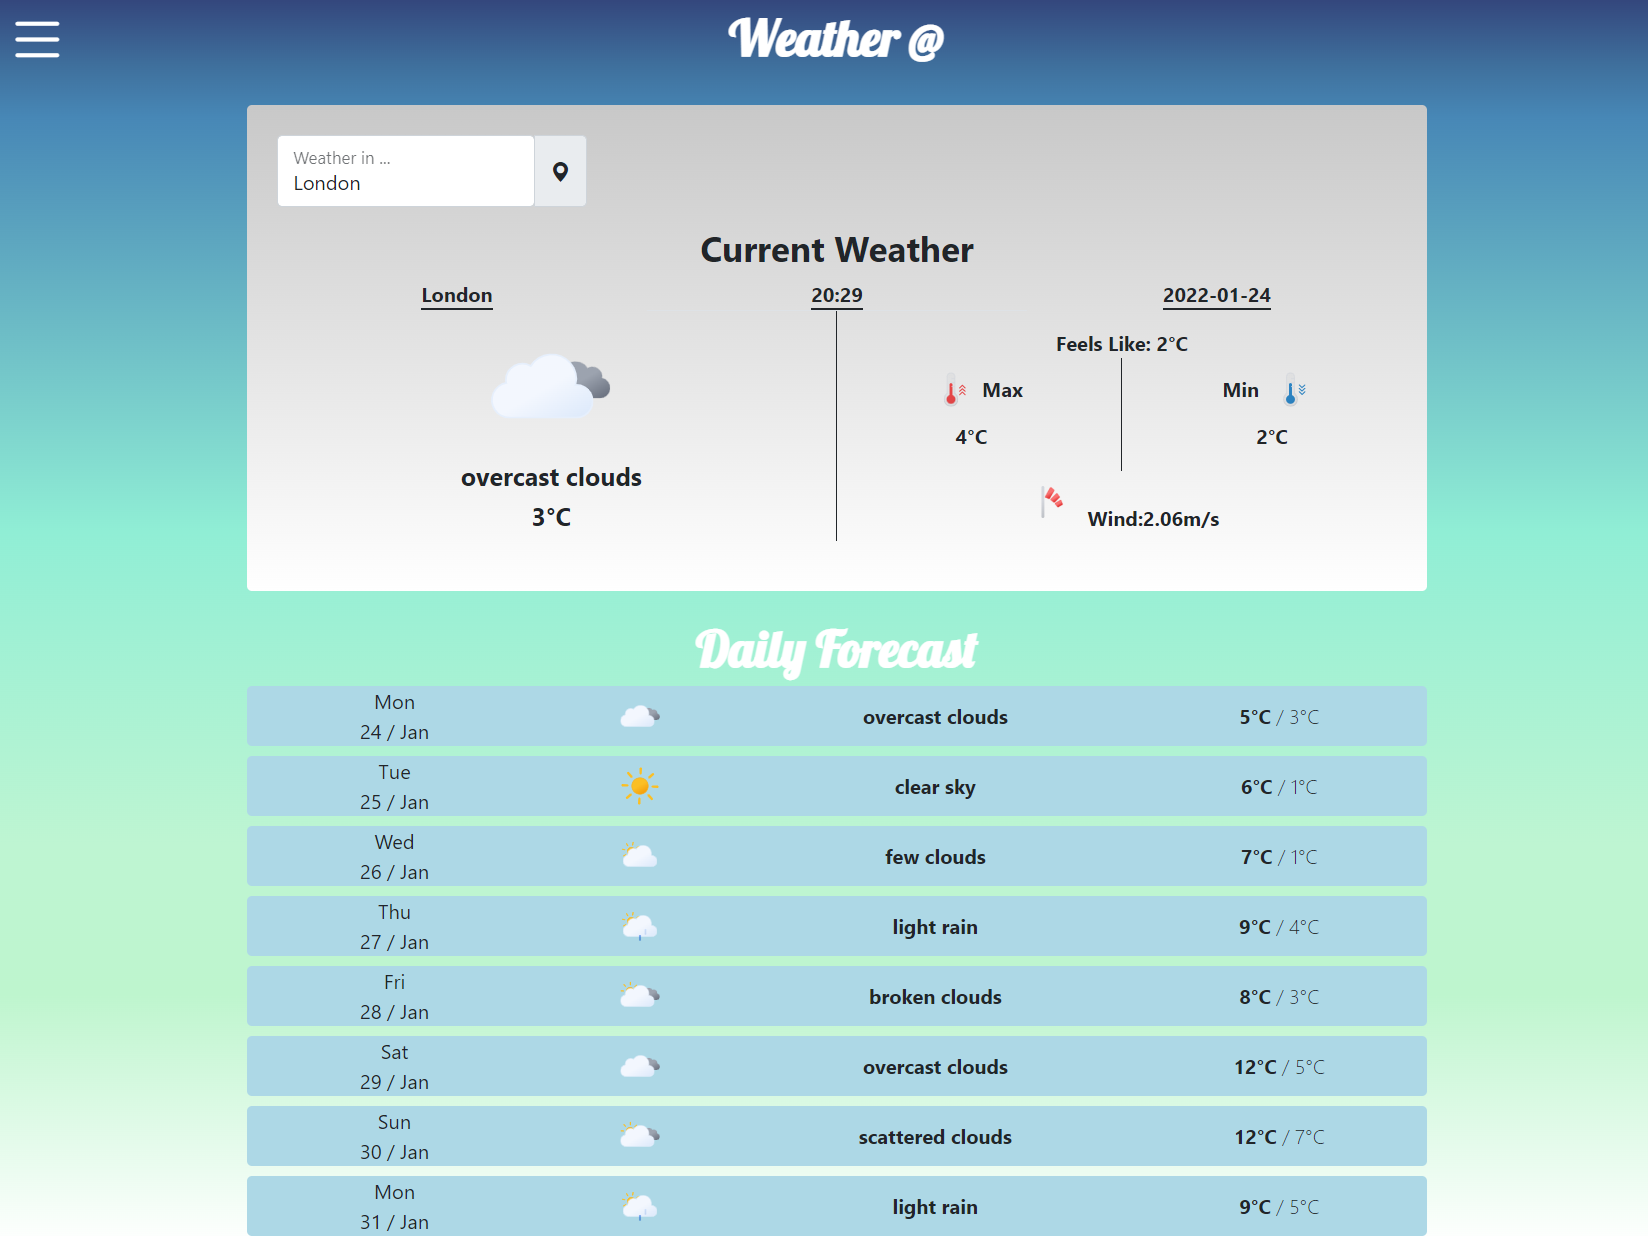 Weather @
Weather in ...
London
Current Weather
London 20:29 2022-01-24
Feels Like: 2°C
Max Min
4°C 2°C
overcast clouds
3°C
Wind:2.06m/s
Daily Forecast
Mon
24 / Jan
overcast clouds
5°C / 3°C
Tue
25 / Jan
clear sky
6°C / 1°C
Wed
26 / Jan
few clouds
7°C / 1°C
Thu
27 / Jan
light rain
9°C / 4°C
Fri
28 / Jan
broken clouds
8°C / 3°C
Sat
29 / Jan
overcast clouds
12°C / 5°C
Sun
30 / Jan
scattered clouds
12°C / 7°C
Mon
31 / Jan
light rain
9°C / 5°C